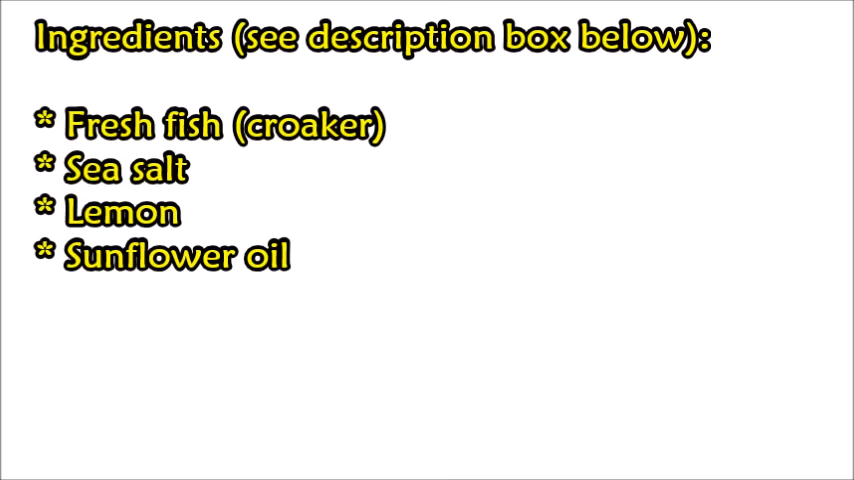 Ingredients (see description box below):
* Fresh fish (croaker)
* Sea salt
* Lemon
* Sunflower oil